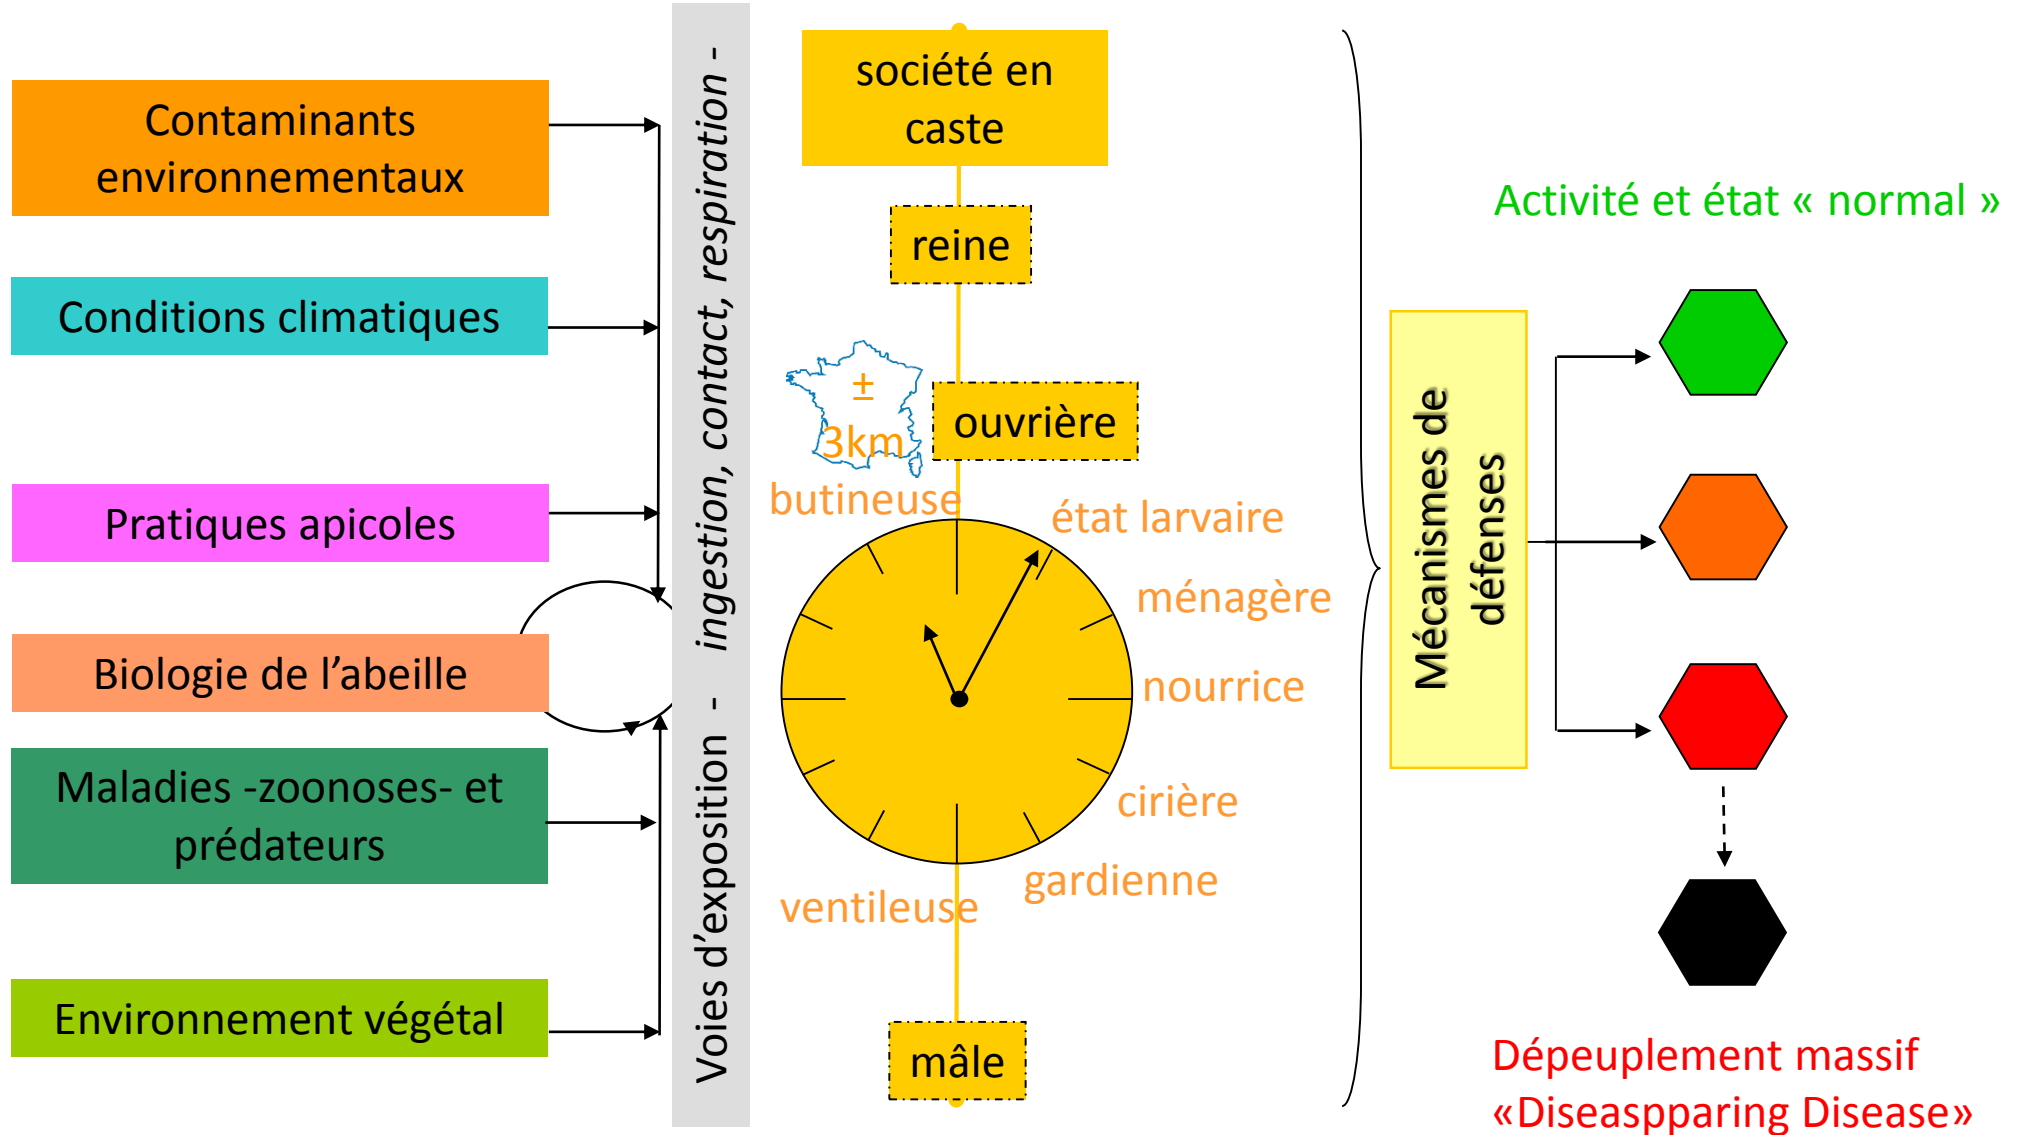 Contaminants
environnementaux
Conditions climatiques
Pratiques apicoles
Biologie de l’abeille
Maladies -zoonoses- et
prédateurs
Environnement végétal
Voies d’exposition - ingestion, contact, respiration -
société en
caste
reine
±
3km
ouvrière
butineuse
état larvaire
ménagère
nourrice
cirière
gardienne
ventileuse
mâle
Mécanismes de
défenses
Activité et état « normal »
Dépeuplement massif
«Diseaspparing Disease»